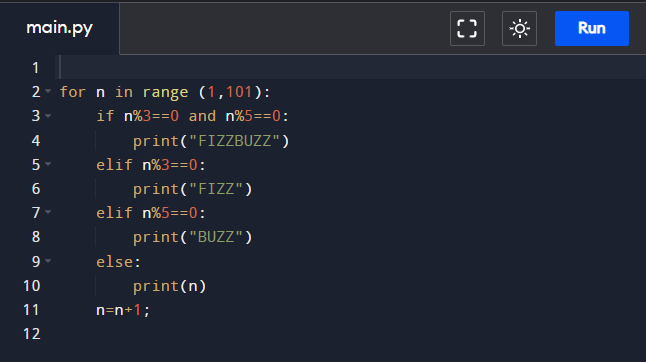 main.py
Run
1
2 for n in range (1,101):
3     if n%3==0 and n%5==0:
4         print("FIZZBUZZ")
5     elif n%3==0:
6         print("FIZZ")
7     elif n%5==0:
8         print("BUZZ")
9     else:
10         print(n)
11     n=n+1;
12